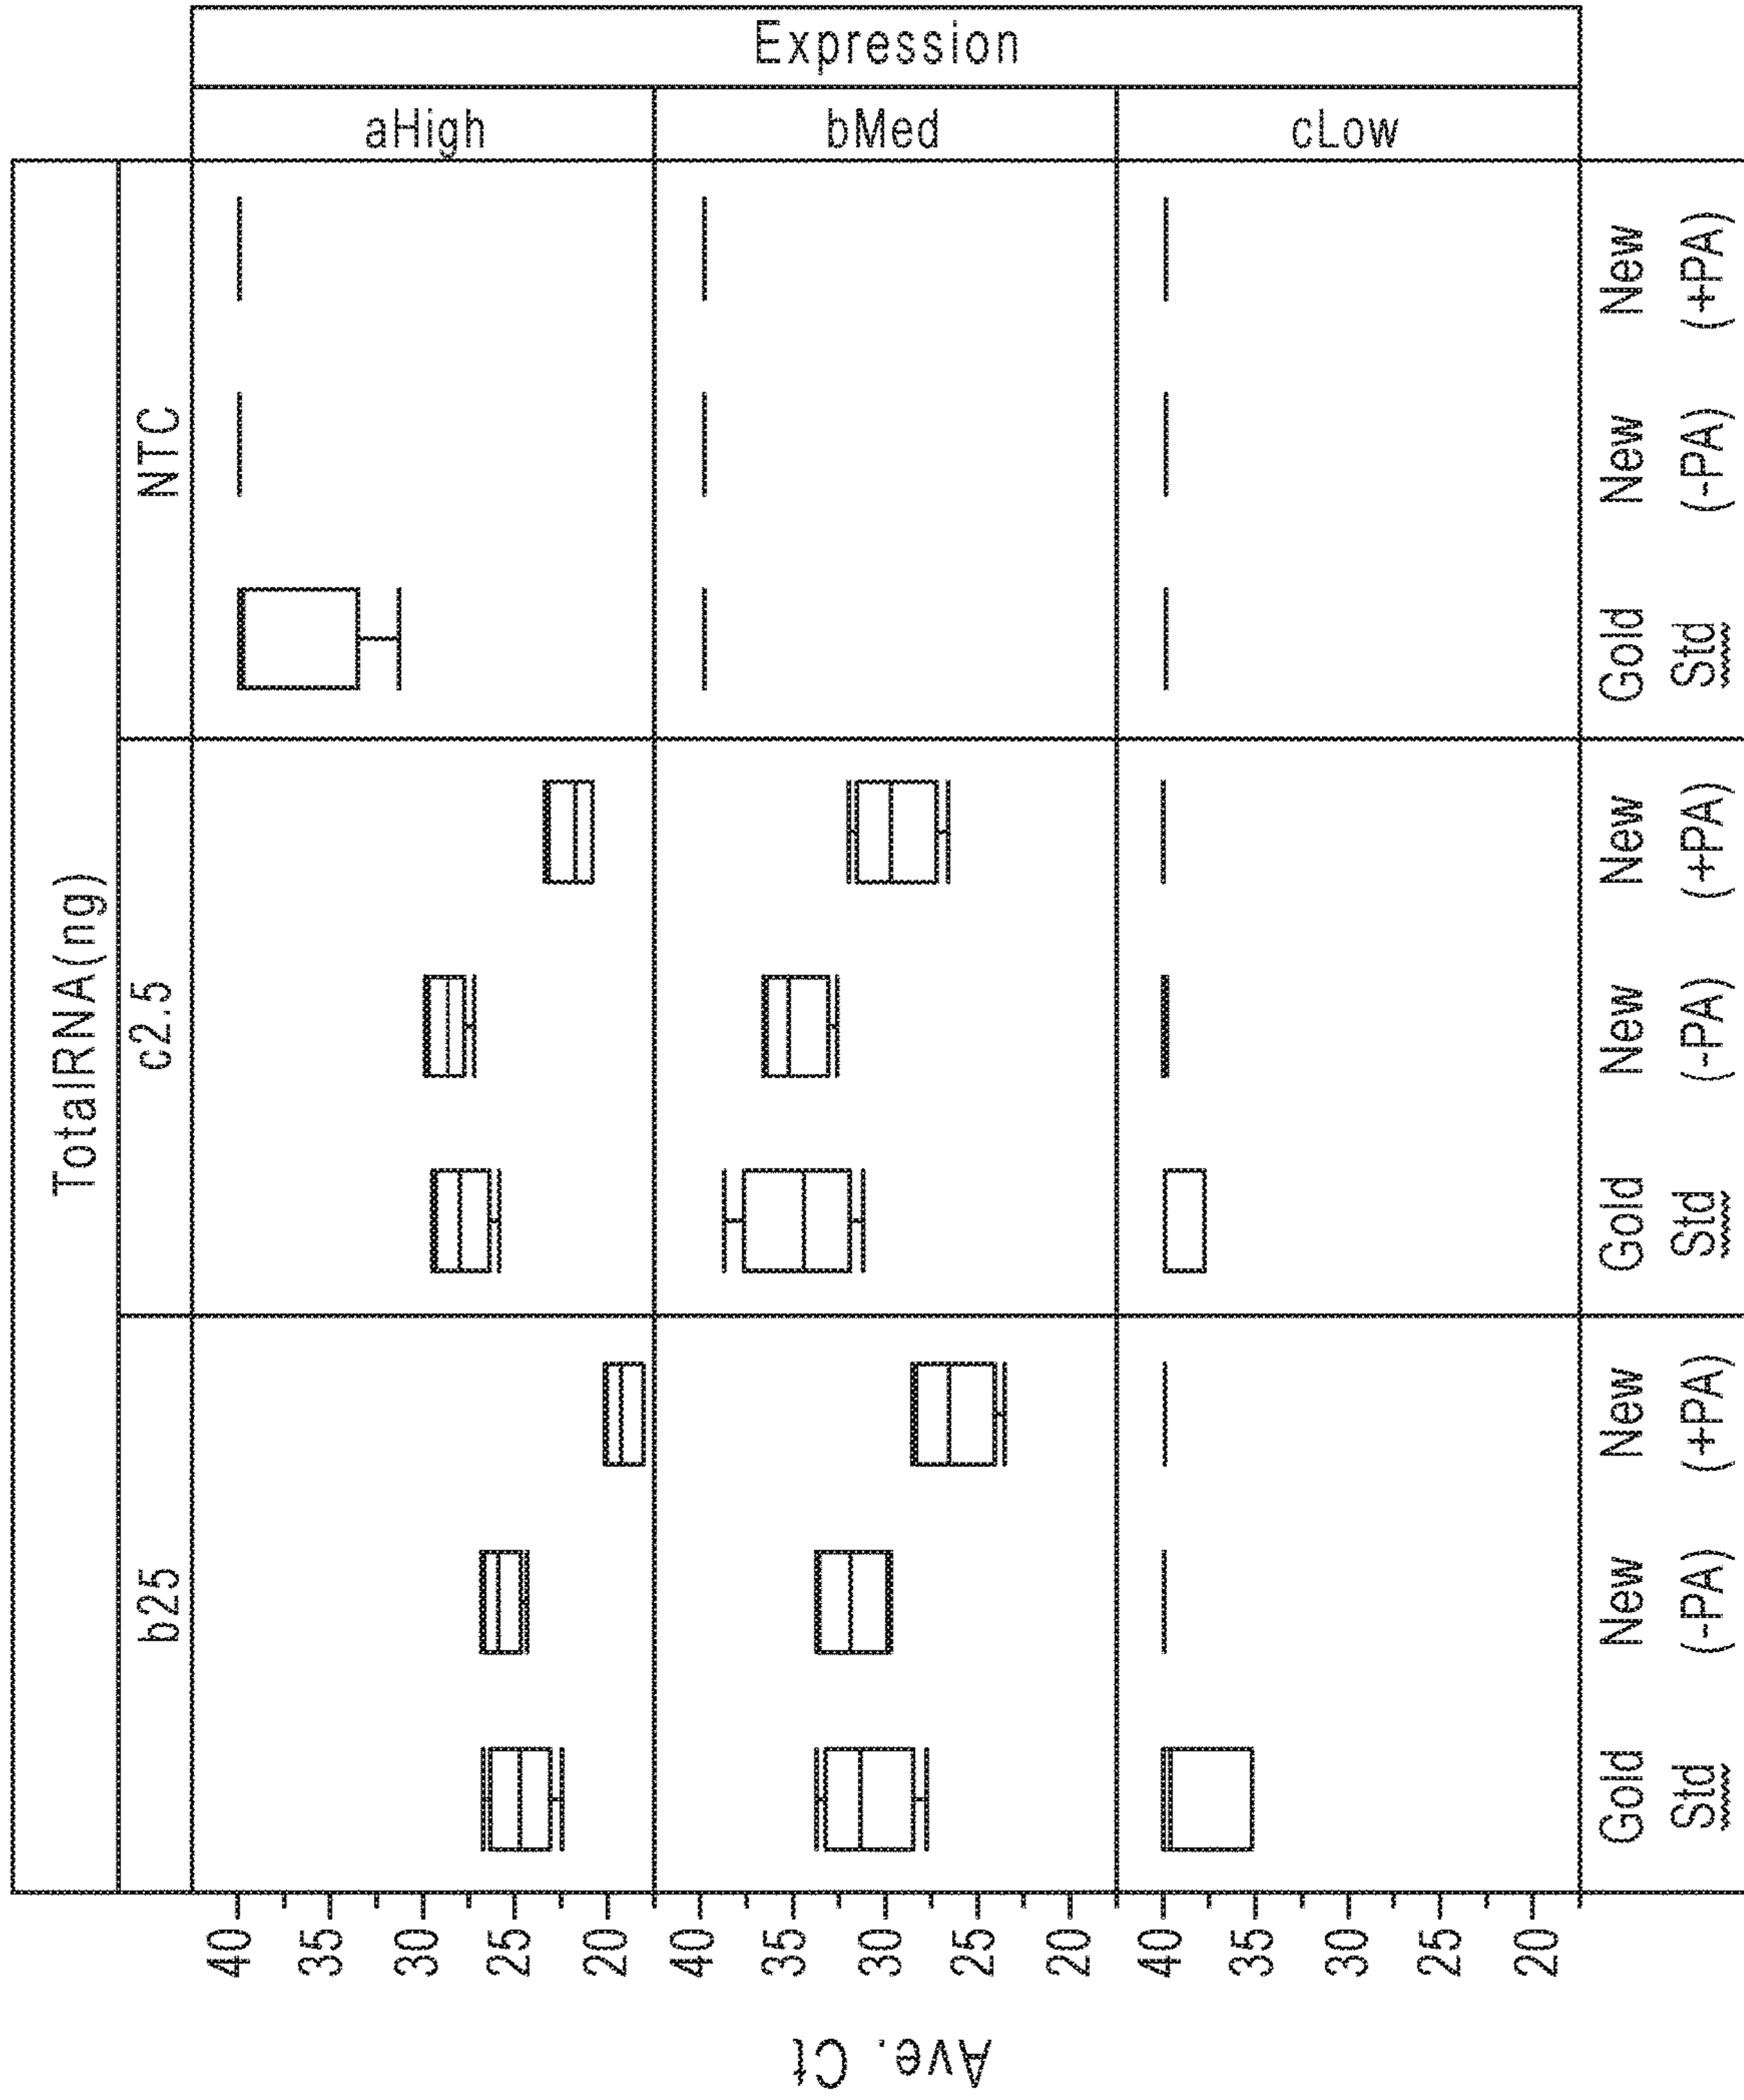 TotalRNA(ng)
b25 c2.5 NTC
Expression
aHigh
bMed
cLow
Ave. Ct
40
35
30
25
20
40
35
30
25
20
40
35
30
25
20
Gold New New Gold New New Gold New New
Std (-PA) (+PA) Std (-PA) (+PA) Std (-PA) (+PA)